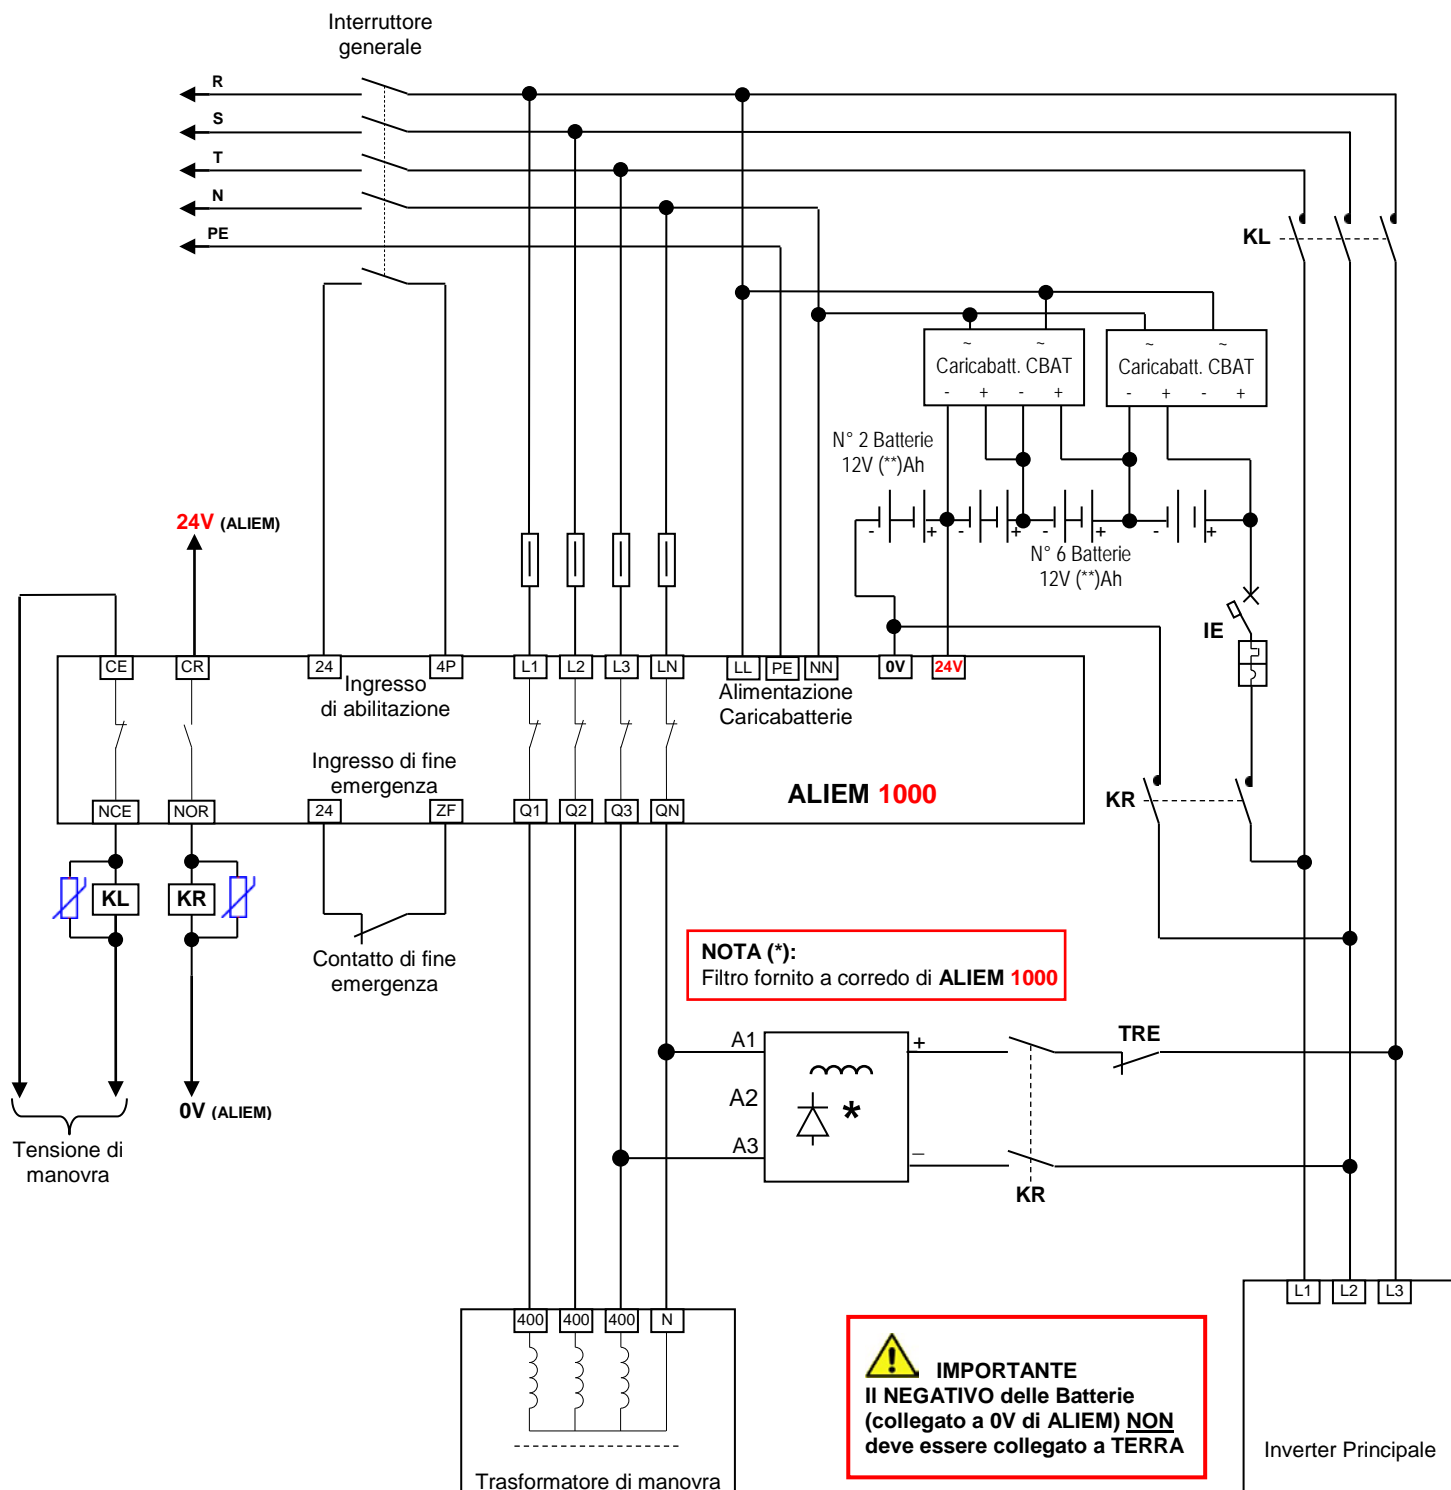 Interruttore
generale
R
S
T
N
PE
KL
~ ~
Caricabatt. CBAT
- + - +
~ ~
Caricabatt. CBAT
- + - +
N° 2 Batterie
12V (**)Ah
24V (ALIEM)
- + - + - + - +
N° 6 Batterie
12V (**)Ah
IE
CE CR 24 4P L1 L2 L3 LN LL PE NN 0V 24V
Ingresso
di abilitazione
Alimentazione
Caricabatterie
Ingresso di fine
emergenza
ALIEM 1000
KR
NCE NOR 24 ZF Q1 Q2 Q3 QN
KL KR
Contatto di fine
emergenza
NOTA (*):
Filtro fornito a corredo di ALIEM 1000
A1 + TRE
A2 *
A3 –
KR
0V (ALIEM)
Tensione di
manovra
L1 L2 L3
400 400 400 N
IMPORTANTE
Il NEGATIVO delle Batterie
(collegato a 0V di ALIEM) NON
deve essere collegato a TERRA
Inverter Principale
Trasformatore di manovra